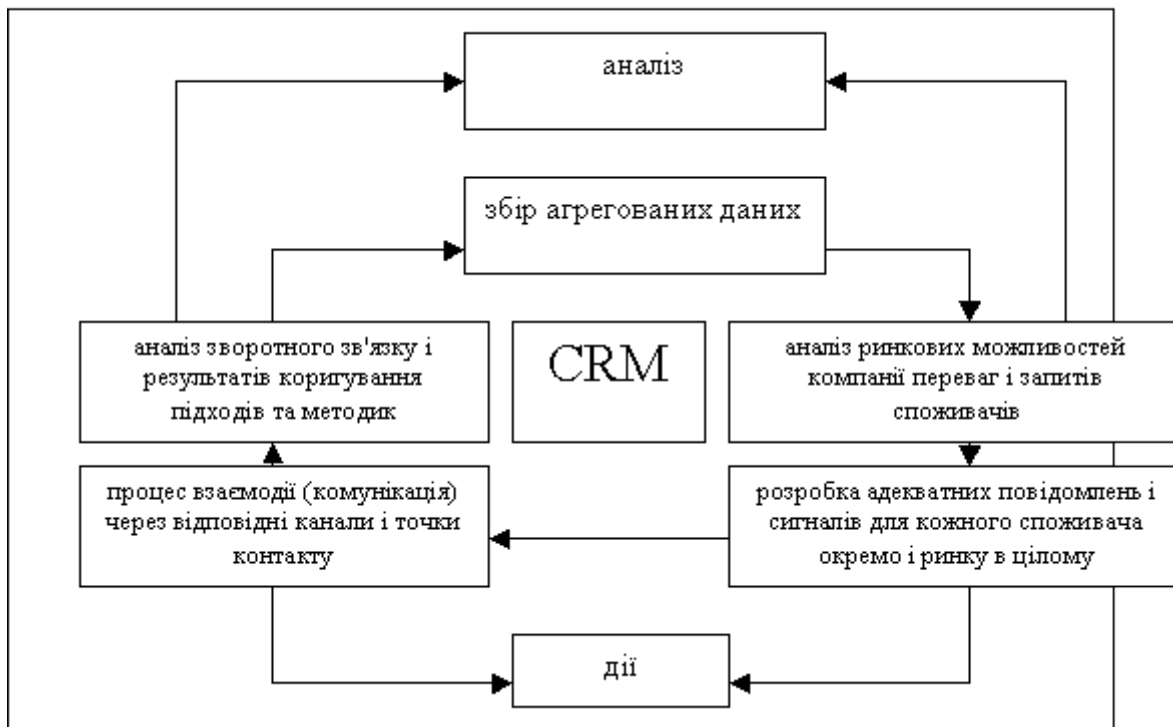 аналіз
збір агрегованих даних
аналіз зворотного зв'язку і
результатів коригування
підходів та методик
CRM
аналіз ринкових можливостей
компанії переваг і запитів
споживачів
процес взаємодії (комунікація)
через відповідні канали і точки
контакту
розробка адекватних повідомлень і
сигналів для кожного споживача
окремо і ринку в цілому
дії